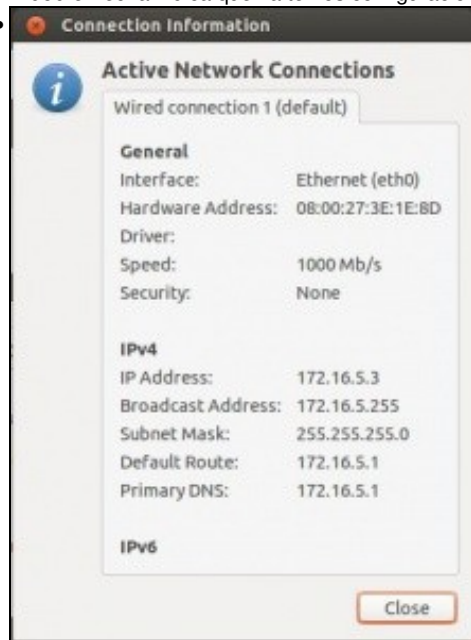 Connection Information
Active Network Connections
Wired connection 1 (default)
General
Interface: Ethernet (eth0)
Hardware Address: 08:00:27:3E:1E:8D
Driver:
Speed: 1000 Mb/s
Security: None
IPv4
IP Address: 172.16.5.3
Broadcast Address: 172.16.5.255
Subnet Mask: 255.255.255.0
Default Route: 172.16.5.1
Primary DNS: 172.16.5.1
IPv6
Close